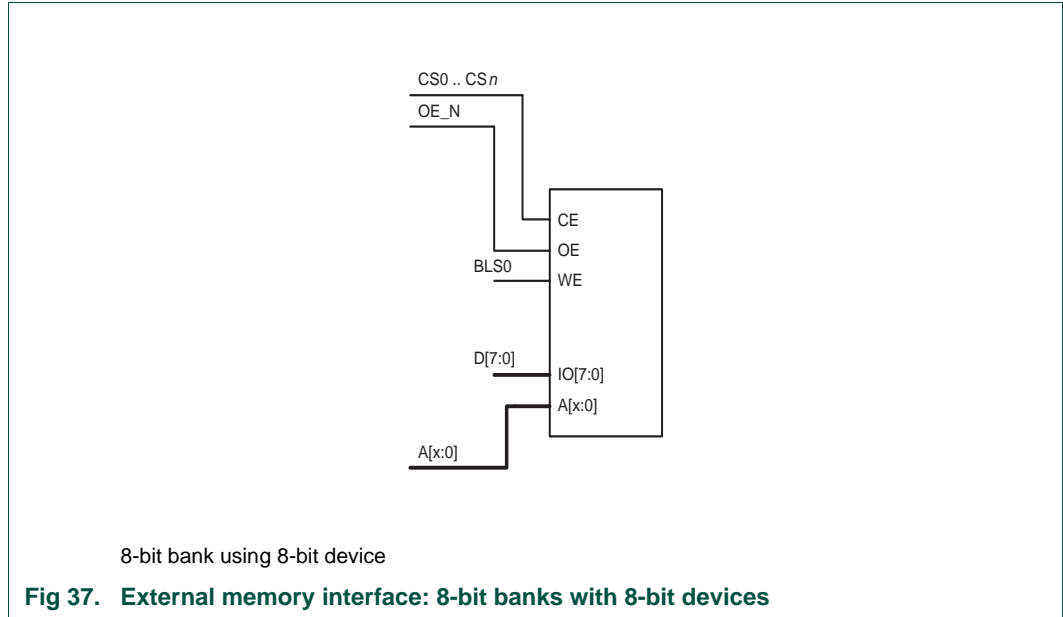 CS0 .. CSn
OE_N
CE
OE
BLS0
WE
D[7:0]
IO[7:0]
A[x:0]
A[x:0]
8-bit bank using 8-bit device
Fig 37. External memory interface: 8-bit banks with 8-bit devices